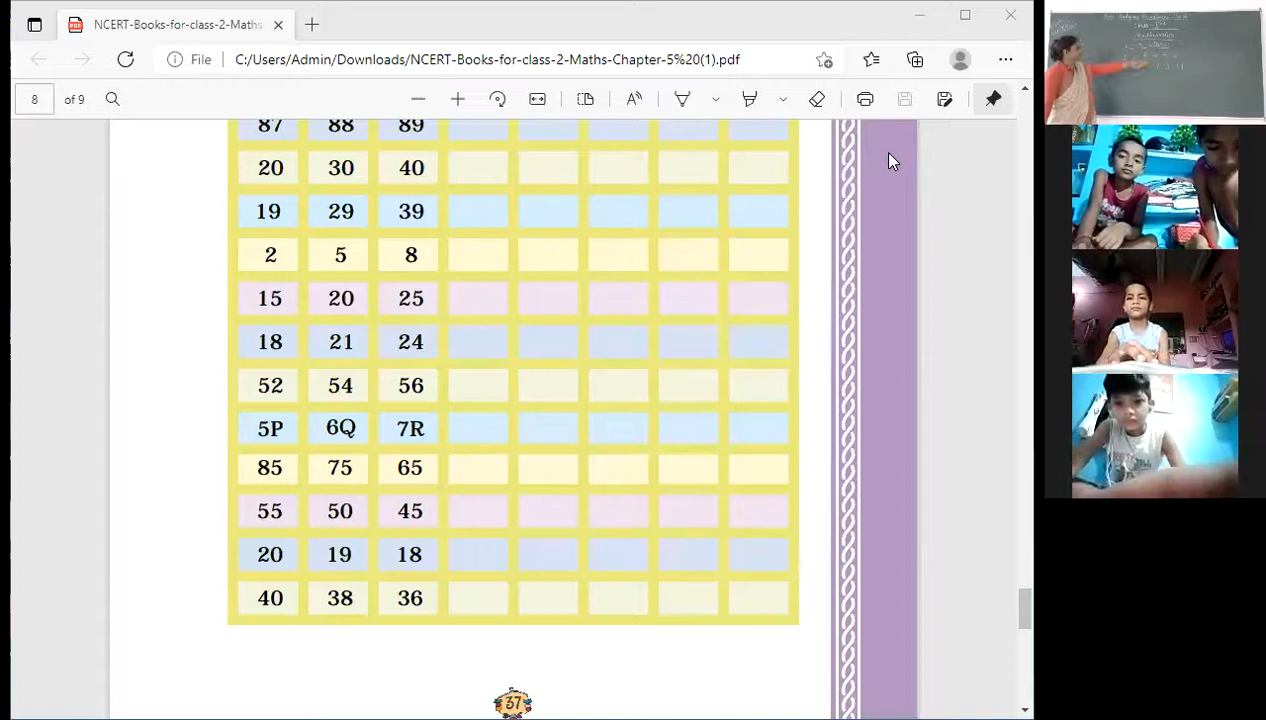 NCERT-Books-for-class-2-Maths-
File
C:/Users/Admin/Downloads/NCERT-Books-for-class-2-Maths-Chapter-5%20(1).pdf
8 of 9
87 88 89
20 30 40
19 29 39
2 5 8
15 20 25
18 21 24
52 54 56
5P 6Q 7R
85 75 65
55 50 45
20 19 18
40 38 36
37